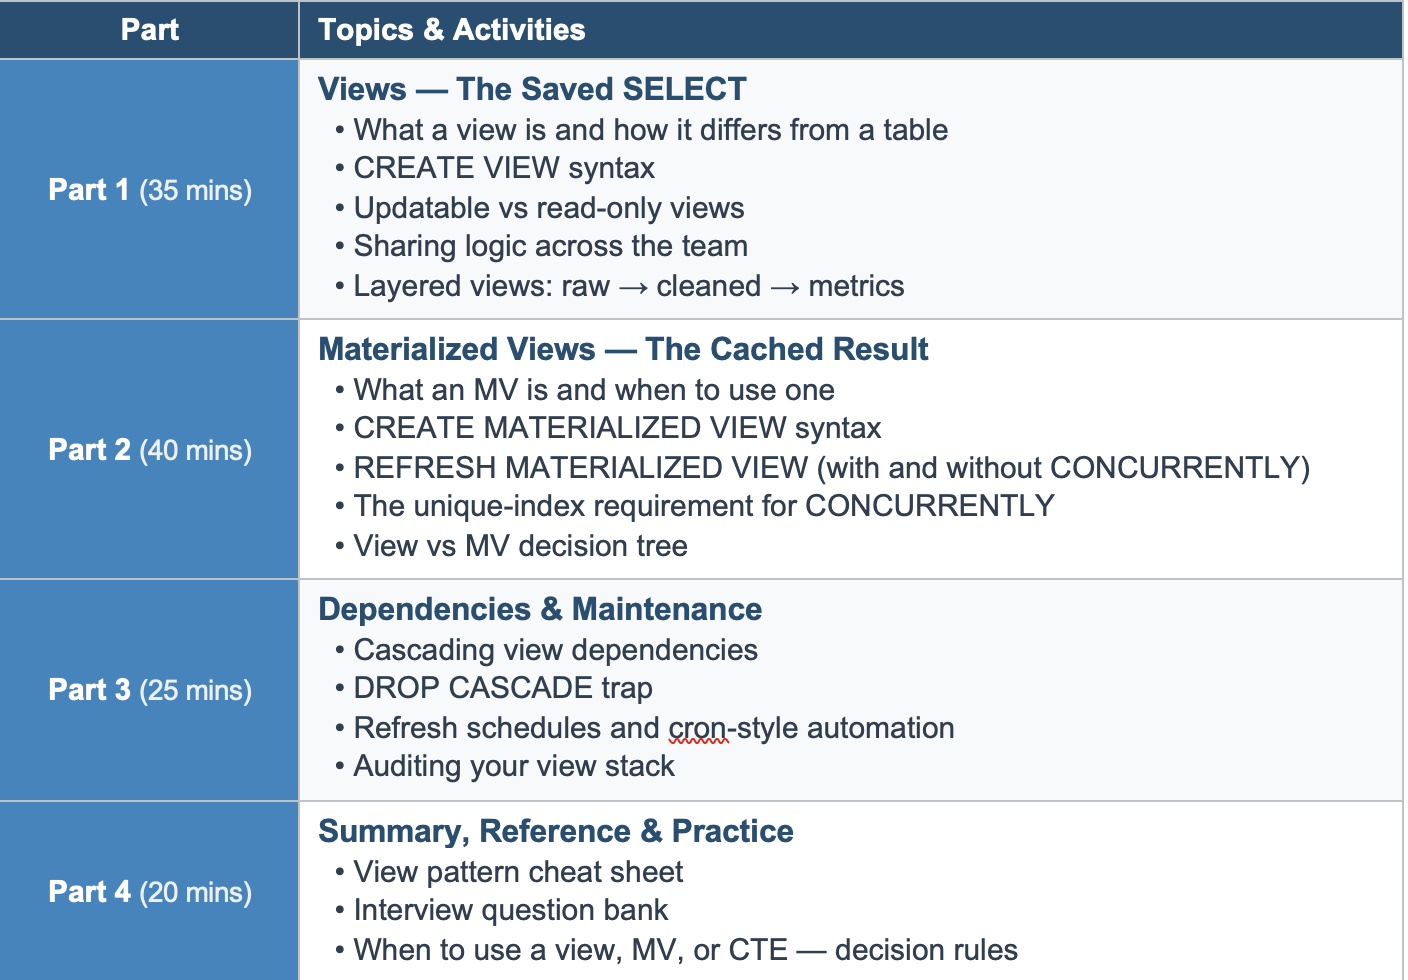 Part
Topics & Activities
Part 1 (35 mins)
Views — The Saved SELECT
• What a view is and how it differs from a table
• CREATE VIEW syntax
• Updatable vs read-only views
• Sharing logic across the team
• Layered views: raw → cleaned → metrics
Part 2 (40 mins)
Materialized Views — The Cached Result
• What an MV is and when to use one
• CREATE MATERIALIZED VIEW syntax
• REFRESH MATERIALIZED VIEW (with and without CONCURRENTLY)
• The unique-index requirement for CONCURRENTLY
• View vs MV decision tree
Part 3 (25 mins)
Dependencies & Maintenance
• Cascading view dependencies
• DROP CASCADE trap
• Refresh schedules and cron-style automation
• Auditing your view stack
Part 4 (20 mins)
Summary, Reference & Practice
• View pattern cheat sheet
• Interview question bank
• When to use a view, MV, or CTE — decision rules